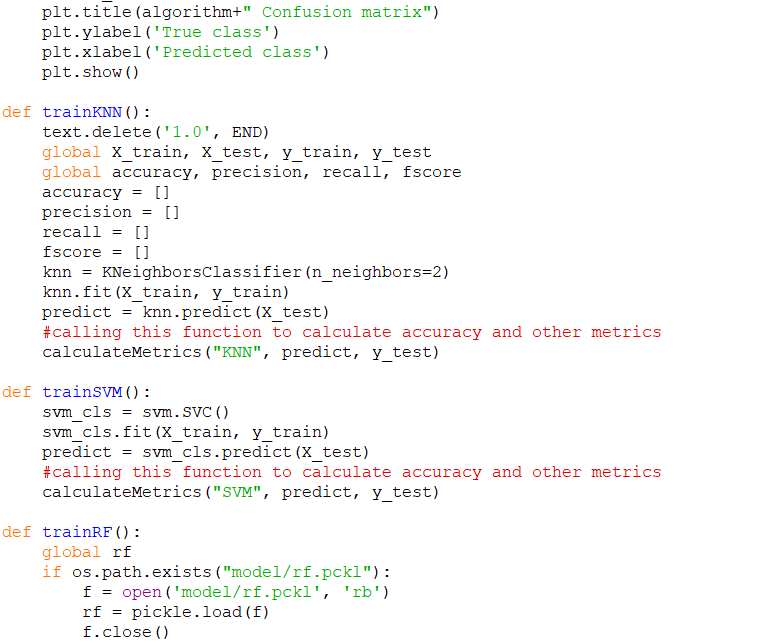 plt.title(algorithm+" Confusion matrix")
plt.ylabel('True class')
plt.xlabel('Predicted class')
plt.show()
def trainKNN():
text.delete('1.0', END)
global X_train, X_test, y_train, y_test
global accuracy, precision, recall, fscore
accuracy = []
precision = []
recall = []
fscore = []
knn = KNeighborsClassifier(n_neighbors=2)
knn.fit(X_train, y_train)
predict = knn.predict(X_test)
#calling this function to calculate accuracy and other metrics
calculateMetrics("KNN", predict, y_test)
def trainSVM():
svm_cls = svm.SVC()
svm_cls.fit(X_train, y_train)
predict = svm_cls.predict(X_test)
#calling this function to calculate accuracy and other metrics
calculateMetrics("SVM", predict, y_test)
def trainRF():
global rf
if os.path.exists("model/rf.pckl"):
f = open('model/rf.pckl', 'rb')
rf = pickle.load(f)
f.close()